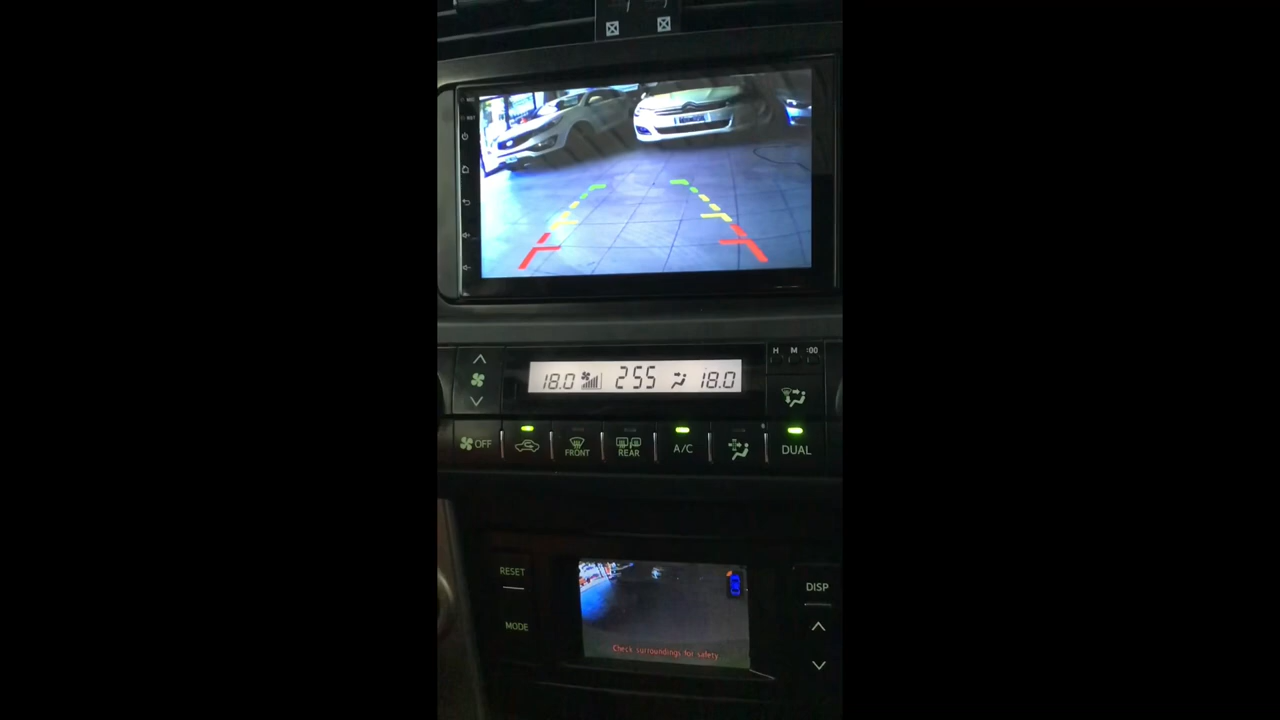 H M :00
18.0 255 18.0
OFF FRONT REAR A/C DUAL
RESET
DISP
MODE
Check surroundings for safety